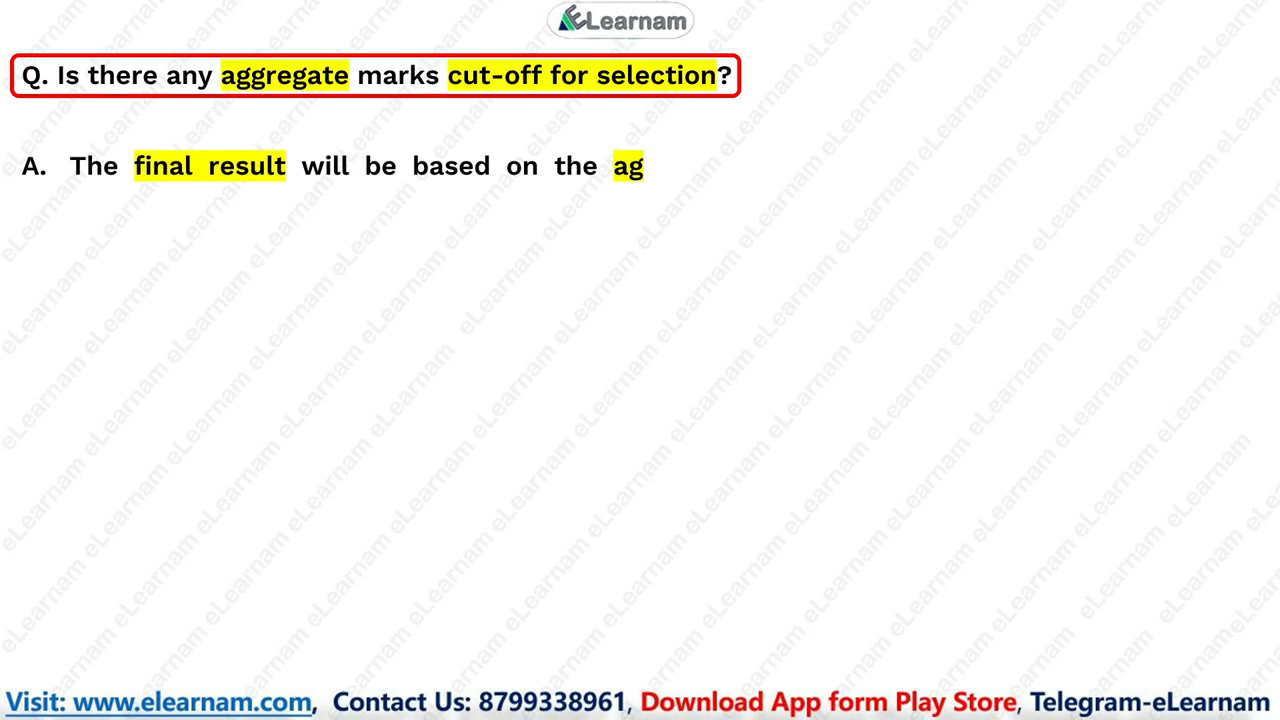 ELearnam
Q. Is there any aggregate marks cut-off for selection?
A. The final result will be based on the ag
Visit: www.elearnam.com, Contact Us: 8799338961, Download App form Play Store, Telegram-eLearnam